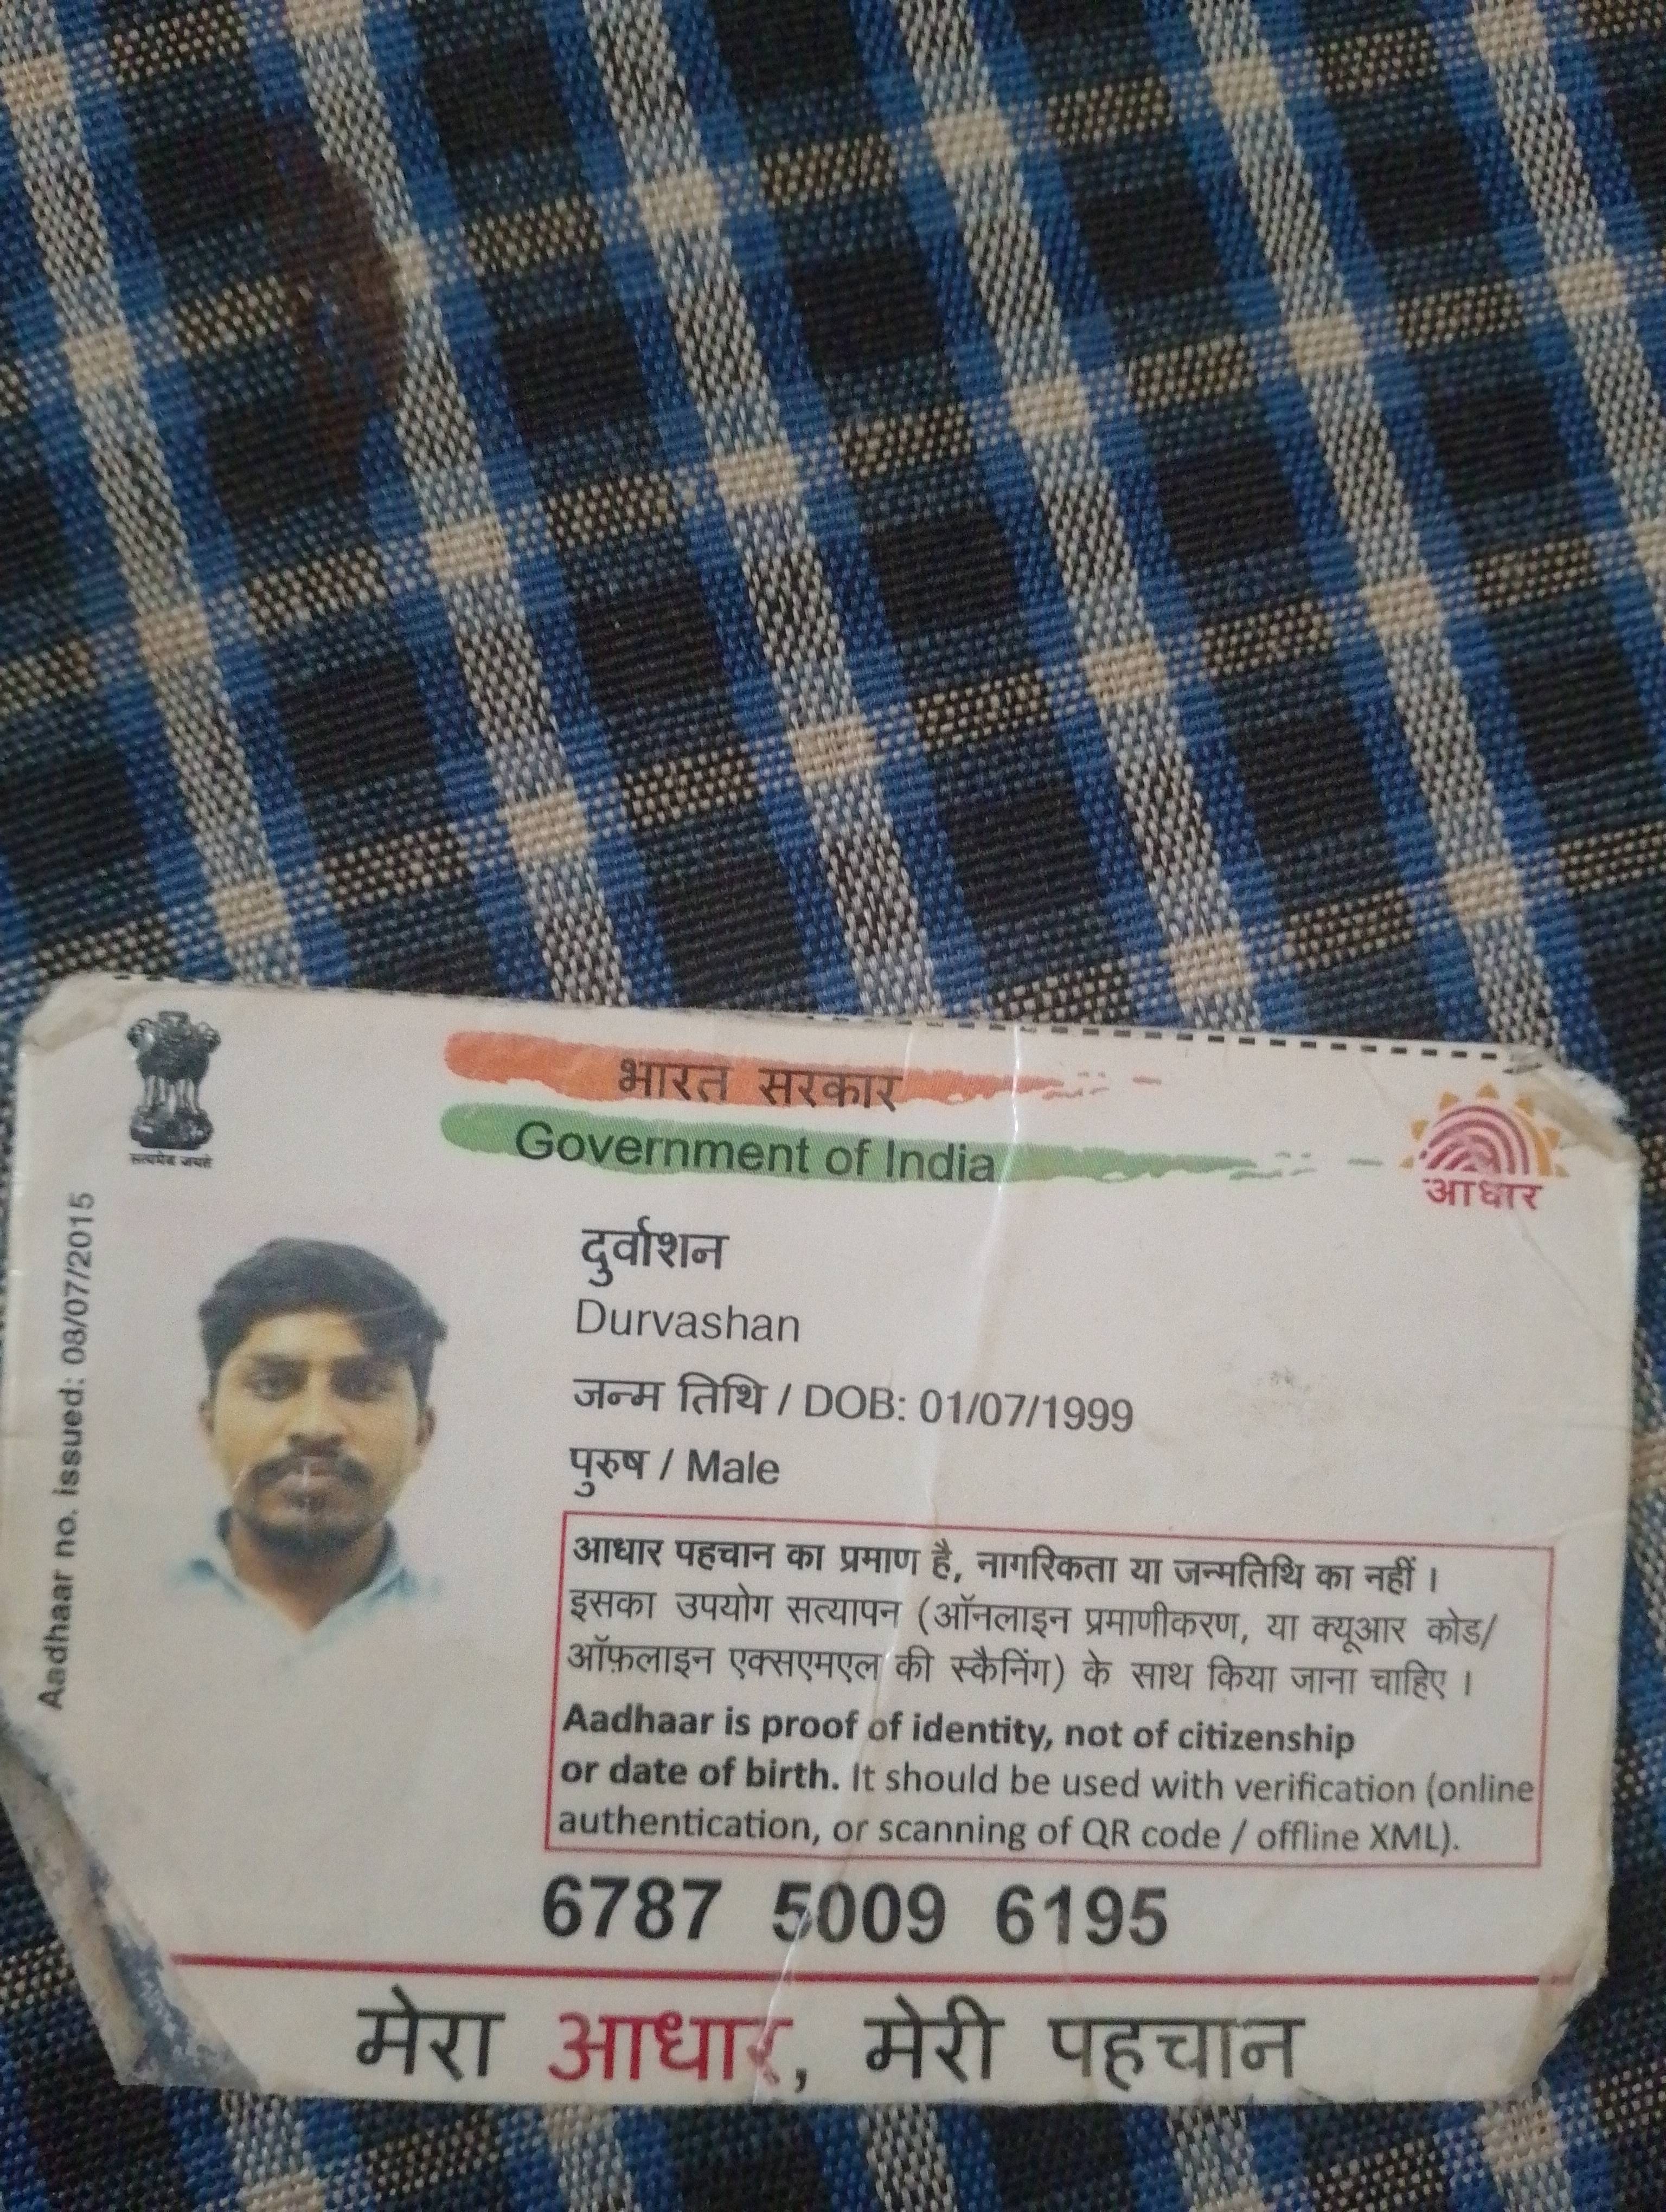 सत्यमेव जयते
भारत सरकार
Government of India
आधार
Aadhaar no. issued: 08/07/2015
दुर्वाशन
Durvashan
जन्म तिथि / DOB: 01/07/1999
पुरुष / Male
आधार पहचान का प्रमाण है, नागरिकता या जन्मतिथि का नहीं ।
इसका उपयोग सत्यापन (ऑनलाइन प्रमाणीकरण, या क्यूआर कोड/
ऑफ़लाइन एक्सएमएल की स्कैनिंग) के साथ किया जाना चाहिए ।
Aadhaar is proof of identity, not of citizenship
or date of birth. It should be used with verification (online
authentication, or scanning of QR code / offline XML).
6787 5009 6195
मेरा आधार, मेरी पहचान